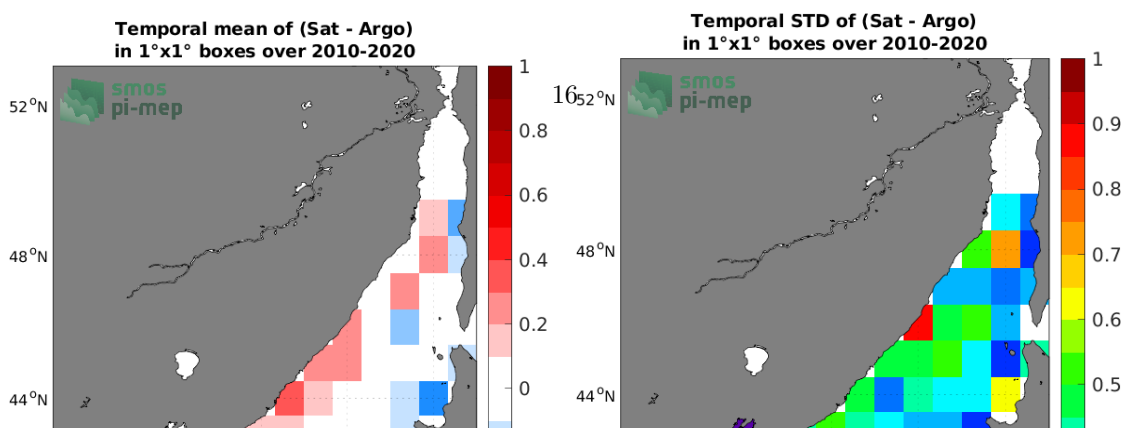 Temporal mean of (Sat - Argo)
in 1°x1° boxes over 2010-2020
smos
pi-mep
52°N
48°N
44°N
1
0.8
0.6
0.4
0.2
0
16
Temporal STD of (Sat - Argo)
in 1°x1° boxes over 2010-2020
smos
pi-mep
52°N
48°N
44°N
1
0.9
0.8
0.7
0.6
0.5